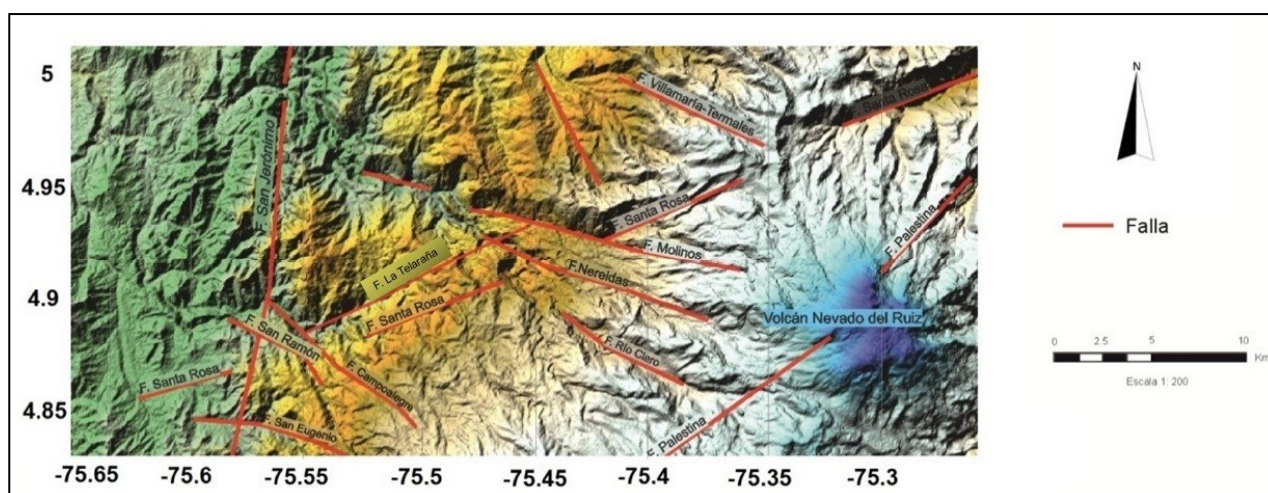 5
4.95
4.9
4.85
-75.65
-75.6
-75.55
-75.5
-75.45
-75.4
-75.35
-75.3
F. San Jerónimo
F. Villamaría-Termales
Santa Rosa
F. Palestina
F. Santa Rosa
F. Molinos
F. La Telaraña
F.Nereidas
F. Santa Rosa
Volcán Nevado del Ruiz
F. San Ramón
F. Río Claro
F. Campoalegre
F. Santa Rosa
F. San Eugenio
F. Palestina
N
Falla
0 2.5 5 10
Km
Escala 1: 200